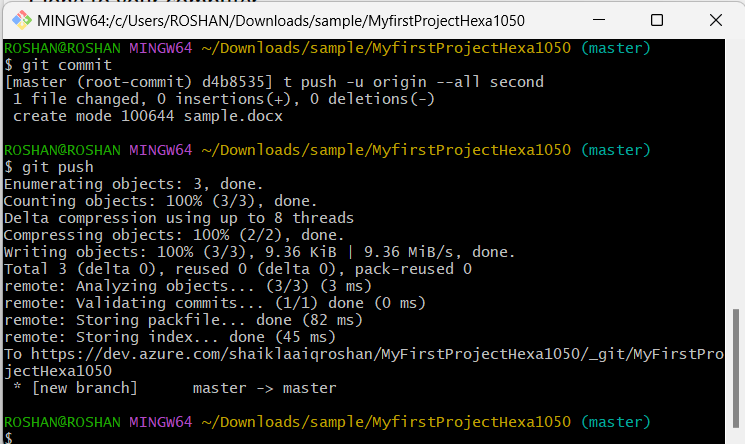 MINGW64:/c/Users/ROSHAN/Downloads/sample/MyfirstProjectHexa1050
ROSHAN@ROSHAN MINGW64 ~/Downloads/sample/MyfirstProjectHexa1050 (master)
$ git commit
[master (root-commit) d4b8535] t push -u origin --all second
 1 file changed, 0 insertions(+), 0 deletions(-)
 create mode 100644 sample.docx
ROSHAN@ROSHAN MINGW64 ~/Downloads/sample/MyfirstProjectHexa1050 (master)
$ git push
Enumerating objects: 3, done.
Counting objects: 100% (3/3), done.
Delta compression using up to 8 threads
Compressing objects: 100% (2/2), done.
Writing objects: 100% (3/3), 9.36 KiB | 9.36 MiB/s, done.
Total 3 (delta 0), reused 0 (delta 0), pack-reused 0
remote: Analyzing objects... (3/3) (3 ms)
remote: Validating commits... (1/1) done (0 ms)
remote: Storing packfile... done (82 ms)
remote: Storing index... done (45 ms)
To https://dev.azure.com/shaiklaaiqroshan/MyFirstProjectHexa1050/_git/MyFirstPro
jectHexa1050
 * [new branch]      master -> master
ROSHAN@ROSHAN MINGW64 ~/Downloads/sample/MyfirstProjectHexa1050 (master)
$